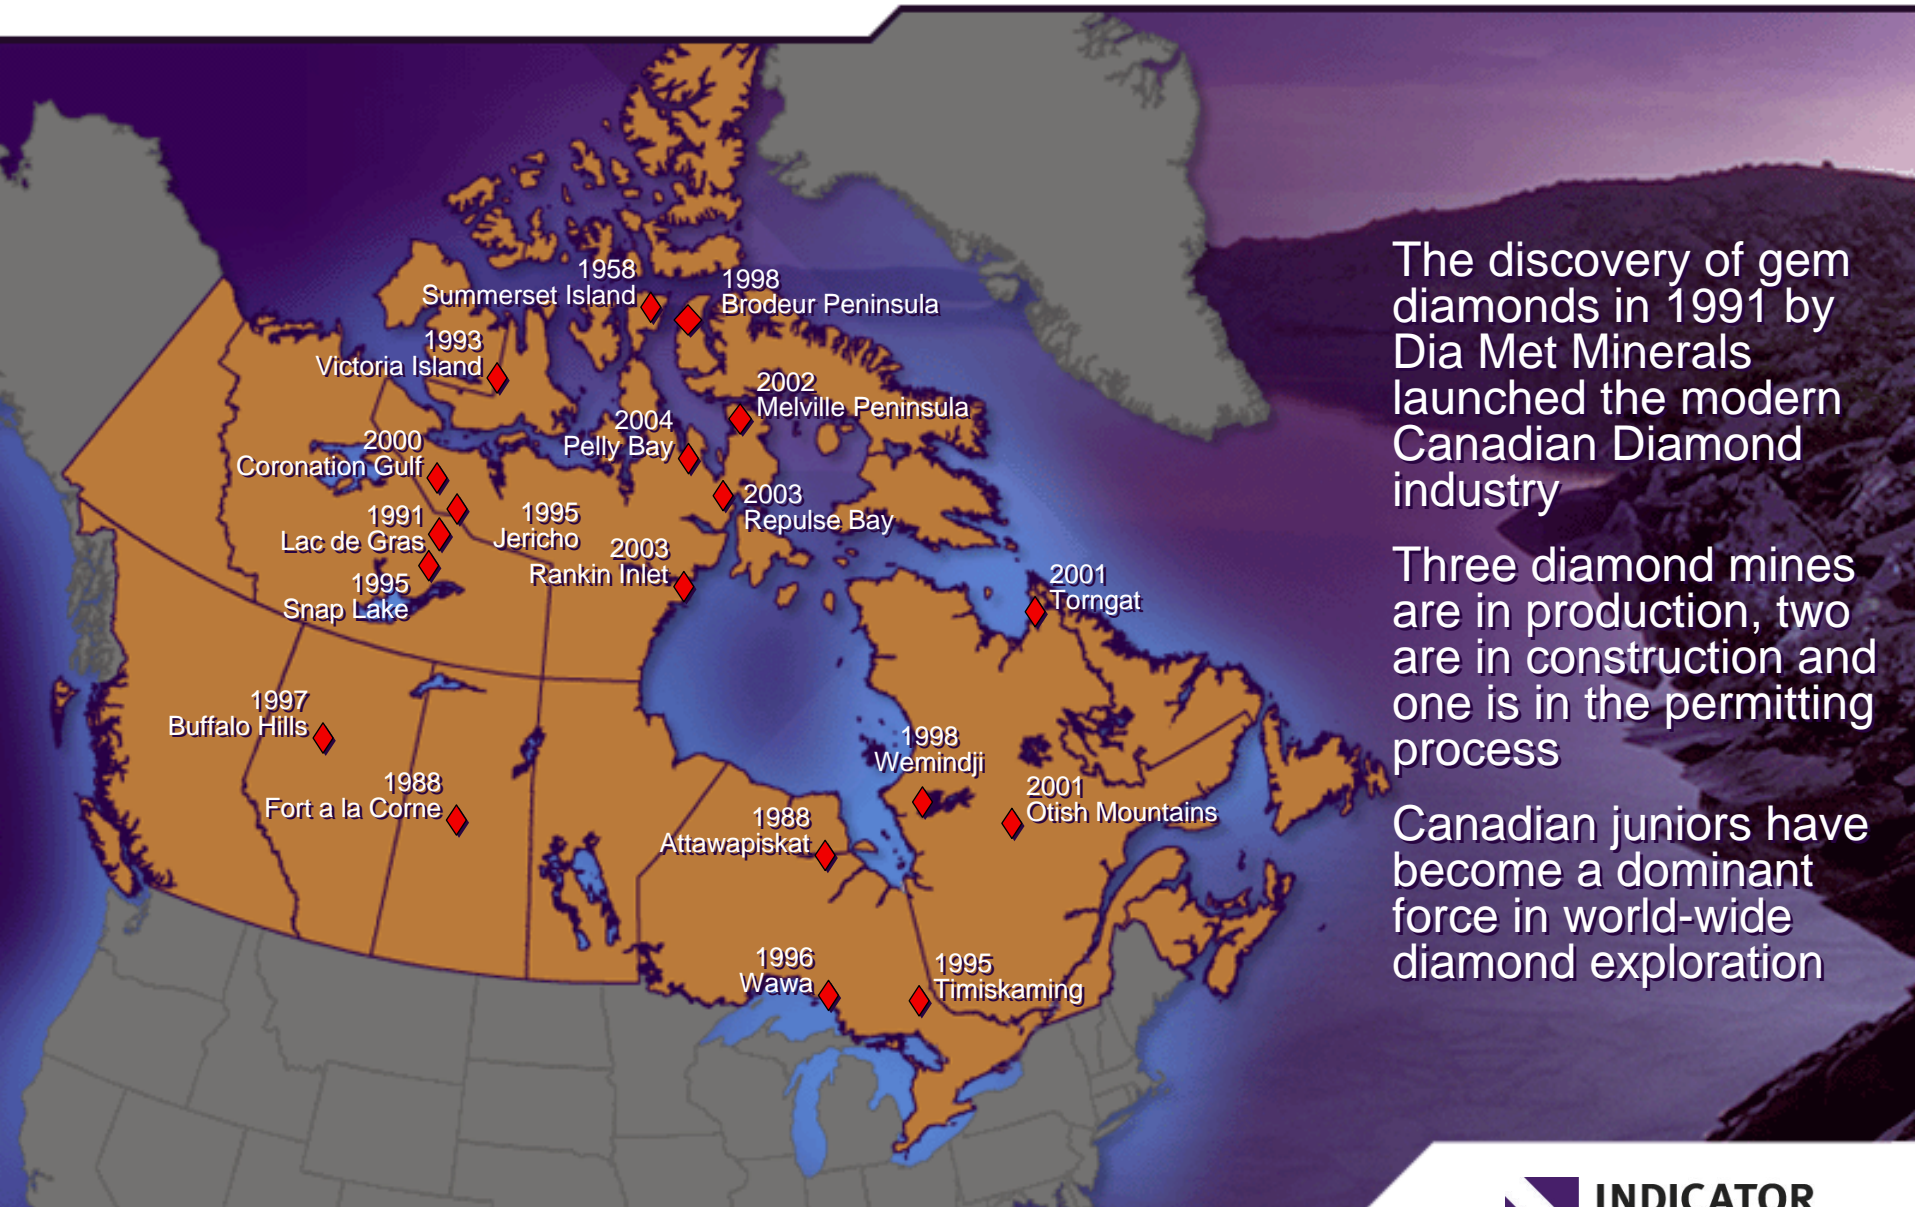 1958
Summerset Island
1998
Brodeur Peninsula
1993
Victoria Island
2002
Melville Peninsula
2004
Pelly Bay
2000
Coronation Gulf
2003
Repulse Bay
1991
Lac de Gras
1995
Jericho
2003
Rankin Inlet
1995
Snap Lake
2001
Torngat
1997
Buffalo Hills
1998
Wemindji
1988
Fort a la Corne
2001
Otish Mountains
1988
Attawapiskat
1996
Wawa
1995
Timiskaming
The discovery of gem
diamonds in 1991 by
Dia Met Minerals
launched the modern
Canadian Diamond
industry
Three diamond mines
are in production, two
are in construction and
one is in the permitting
process
Canadian juniors have
become a dominant
force in world-wide
diamond exploration
INDICATOR